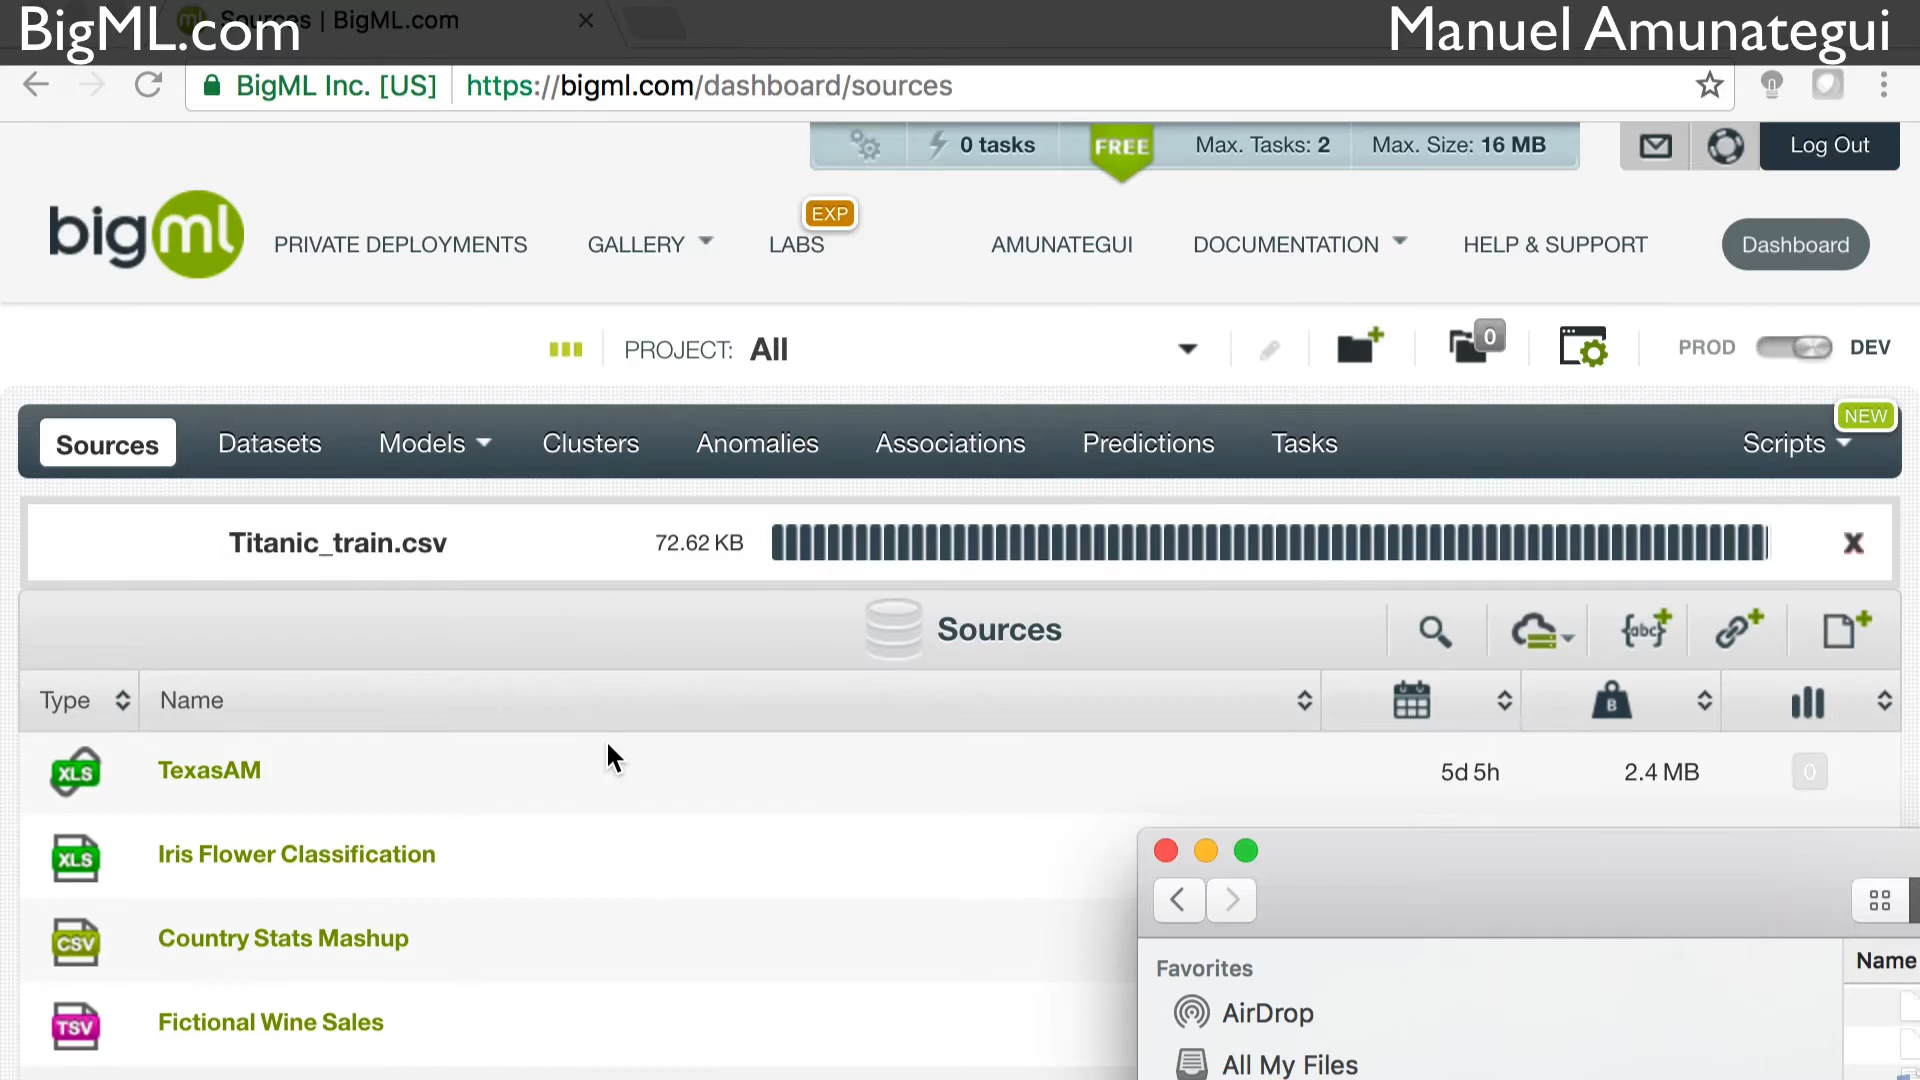 BigML.com
Sources | BigML.com
Manuel Amunategui
BigML Inc. [US]
https://bigml.com/dashboard/sources
0 tasks
FREE
Max. Tasks: 2
Max. Size: 16 MB
Log Out
bigml
PRIVATE DEPLOYMENTS
GALLERY
EXP
LABS
AMUNATEGUI
DOCUMENTATION
HELP & SUPPORT
Dashboard
PROJECT: All
0
PROD
DEV
Sources
Datasets
Models
Clusters
Anomalies
Associations
Predictions
Tasks
NEW
Scripts
Titanic_train.csv
72.62 KB
x
Sources
{abc}
Type
Name
B
XLS
TexasAM
5d 5h
2.4 MB
0
XLS
Iris Flower Classification
CSV
Country Stats Mashup
TSV
Fictional Wine Sales
Favorites
Name
AirDrop
All My Files